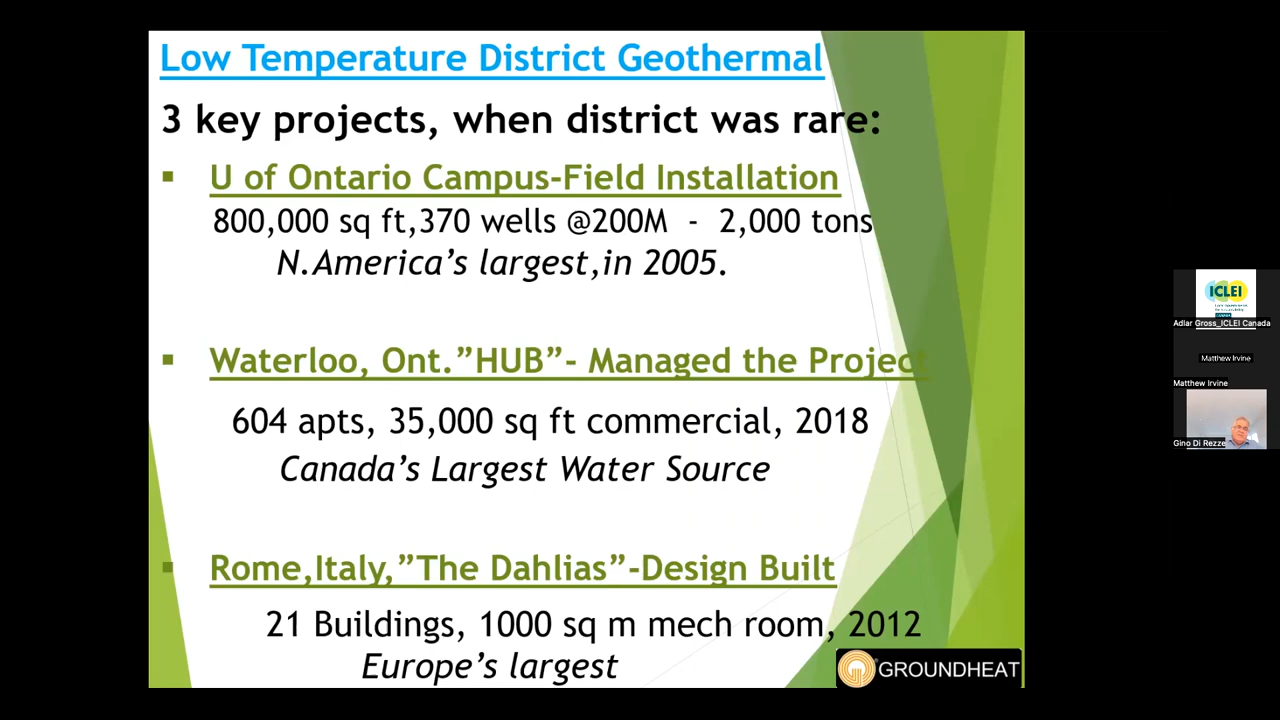 Low Temperature District Geothermal
3 key projects, when district was rare:
▪ U of Ontario Campus-Field Installation
800,000 sq ft,370 wells @200M - 2,000 tons
N.America’s largest,in 2005.
▪ Waterloo, Ont.”HUB”- Managed the Project
604 apts, 35,000 sq ft commercial, 2018
Canada’s Largest Water Source
▪ Rome,Italy,”The Dahlias”-Design Built
21 Buildings, 1000 sq m mech room, 2012
Europe’s largest
GROUNDHEAT
ICLEI
CANADA
Adlar Gross_ICLEI Canada
Matthew Irvine
Matthew Irvine
Gino Di Rezze